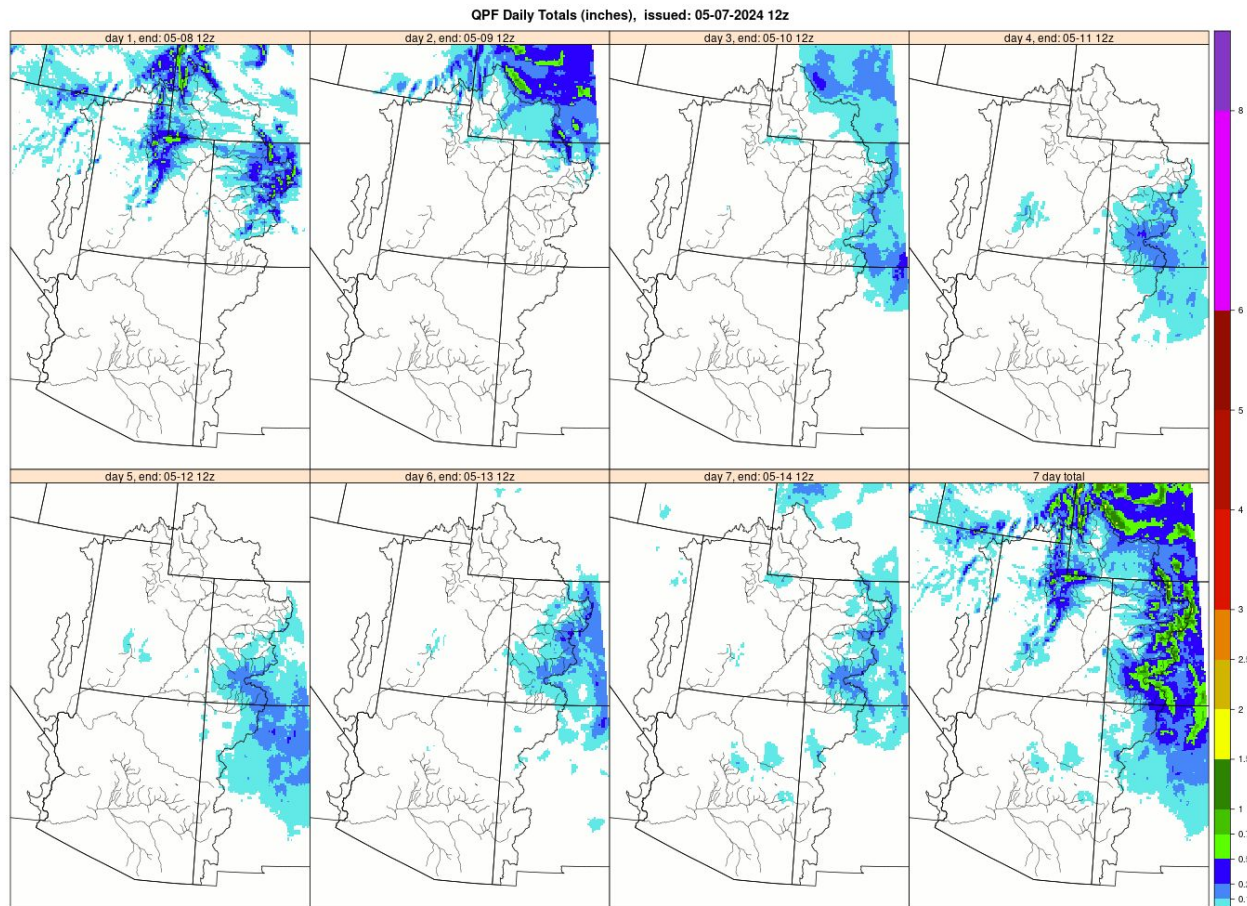 QPF Daily Totals (inches),  issued: 05-07-2024 12z
day 1, end: 05-08 12z
day 2, end: 05-09 12z
day 3, end: 05-10 12z
day 4, end: 05-11 12z
day 5, end: 05-12 12z
day 6, end: 05-13 12z
day 7, end: 05-14 12z
7 day total
8
6
5
4
3
2.5
2
1.5
1